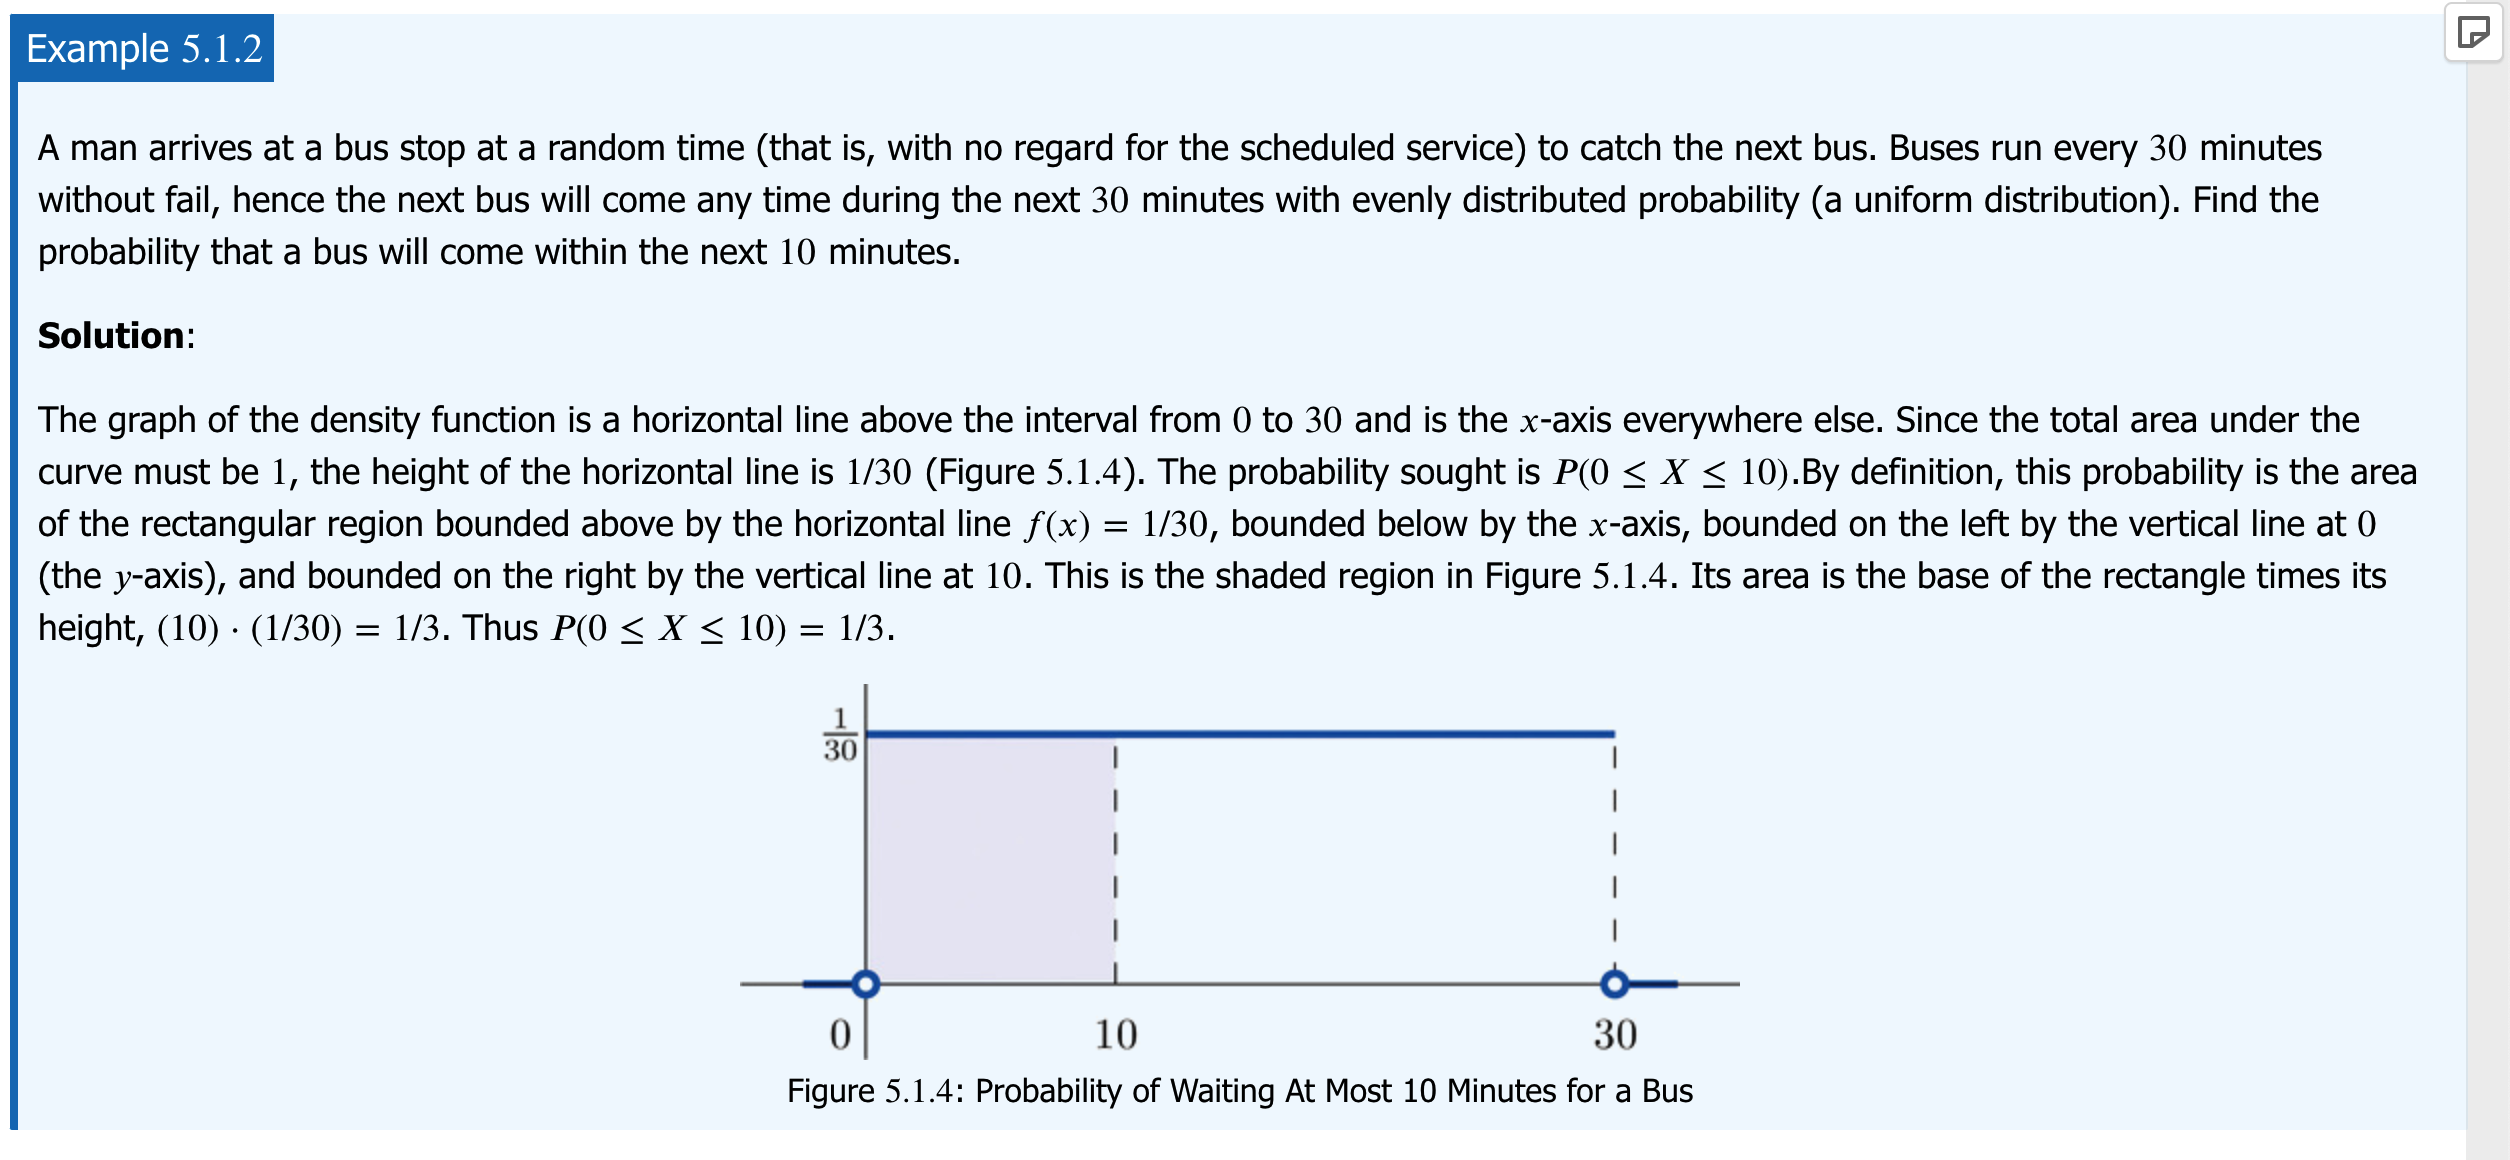 Example 5.1.2
A man arrives at a bus stop at a random time (that is, with no regard for the scheduled service) to catch the next bus. Buses run every 30 minutes
without fail, hence the next bus will come any time during the next 30 minutes with evenly distributed probability (a uniform distribution). Find the
probability that a bus will come within the next 10 minutes.
Solution:
The graph of the density function is a horizontal line above the interval from 0 to 30 and is the x-axis everywhere else. Since the total area under the
curve must be 1, the height of the horizontal line is 1/30 (Figure 5.1.4). The probability sought is P(0 ≤ X ≤ 10).By definition, this probability is the area
of the rectangular region bounded above by the horizontal line f(x) = 1/30, bounded below by the x-axis, bounded on the left by the vertical line at 0
(the y-axis), and bounded on the right by the vertical line at 10. This is the shaded region in Figure 5.1.4. Its area is the base of the rectangle times its
height, (10) · (1/30) = 1/3. Thus P(0 ≤ X ≤ 10) = 1/3.
1
30
0 10 30
Figure 5.1.4: Probability of Waiting At Most 10 Minutes for a Bus